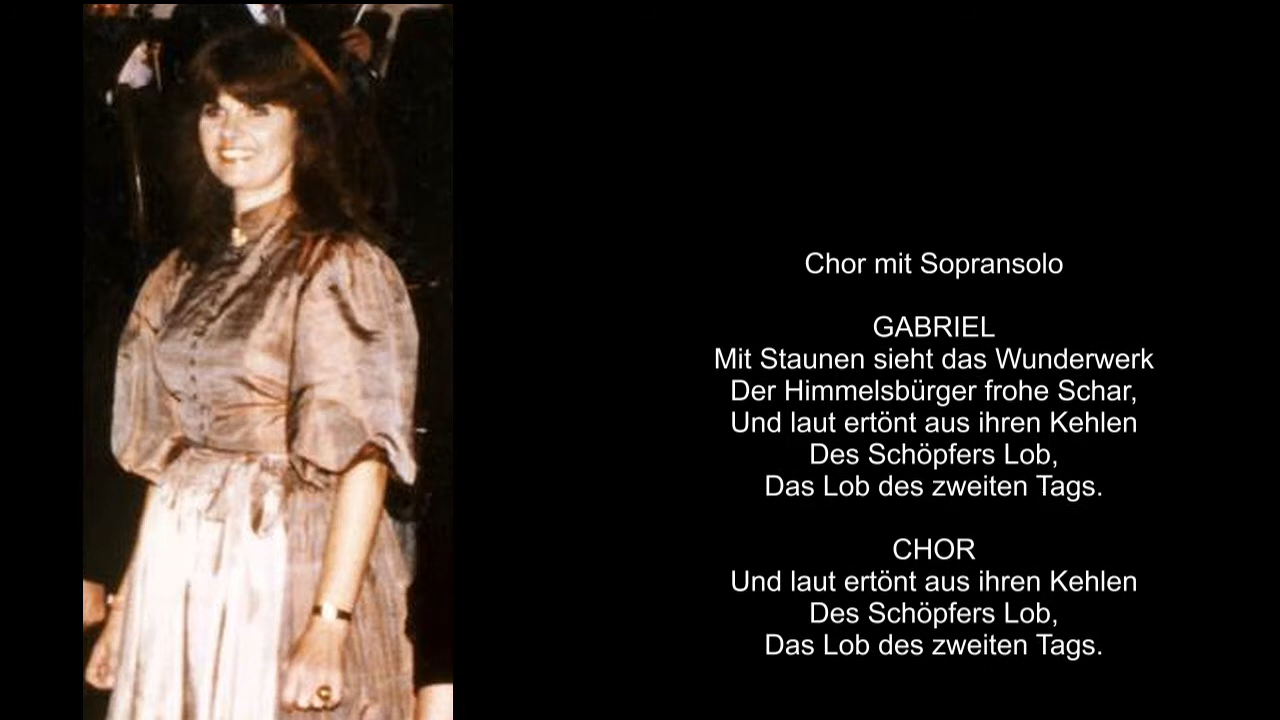 Chor mit Sopransolo
GABRIEL
Mit Staunen sieht das Wunderwerk
Der Himmelsbürger frohe Schar,
Und laut ertönt aus ihren Kehlen
Des Schöpfers Lob,
Das Lob des zweiten Tags.
CHOR
Und laut ertönt aus ihren Kehlen
Des Schöpfers Lob,
Das Lob des zweiten Tags.